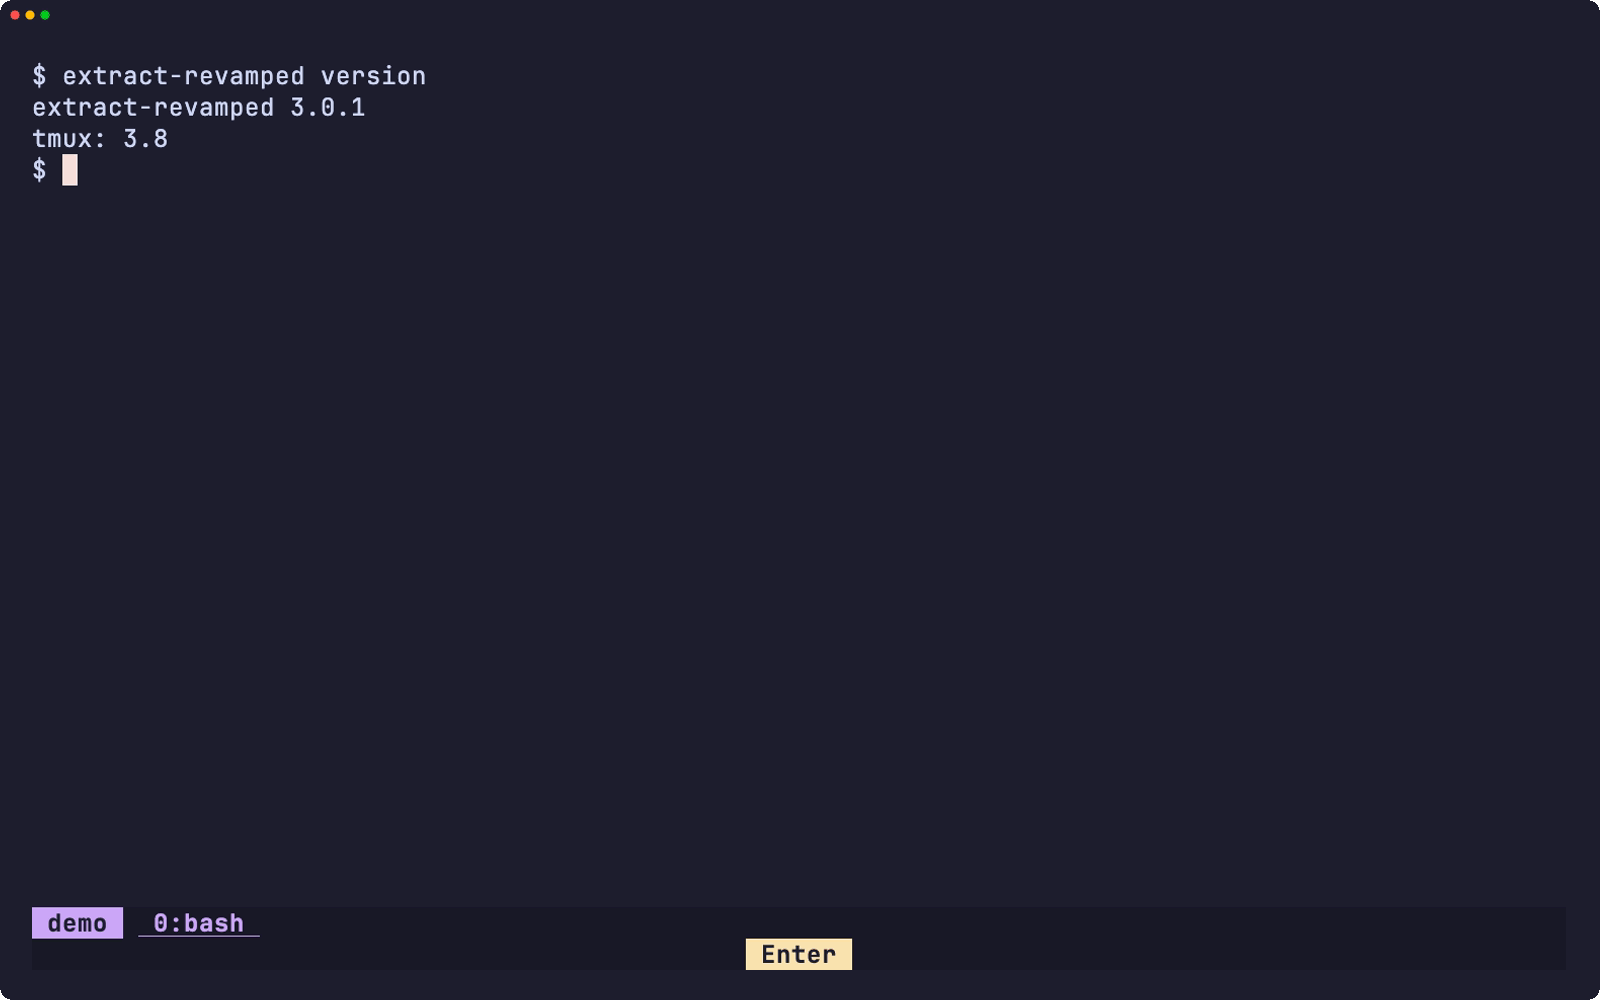 $ extract-revamped version
extract-revamped 3.0.1
tmux: 3.8
$
demo 0:bash
Enter